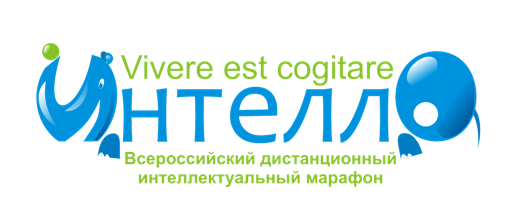 Vivere est cogitare
интелло
Всероссийский дистанционный
интеллектуальный марафон